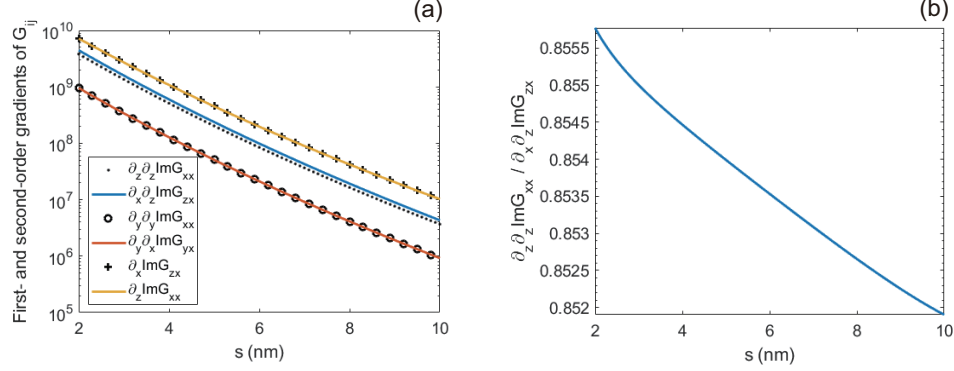 (a)
First- and second-order gradients of G_ij
10^10
10^9
10^8
10^7
10^6
10^5
∂_z∂_z ImG_xx
∂_x∂_z ImG_zx
∂_y∂_y ImG_xx
∂_y∂_x ImG_yx
∂_x ImG_zx
∂_z ImG_xx
2 4 6 8 10
s (nm)
(b)
∂_z∂_z ImG_xx / ∂_x∂_z ImG_zx
0.8555
0.855
0.8545
0.854
0.8535
0.853
0.8525
0.852
2 4 6 8 10
s (nm)